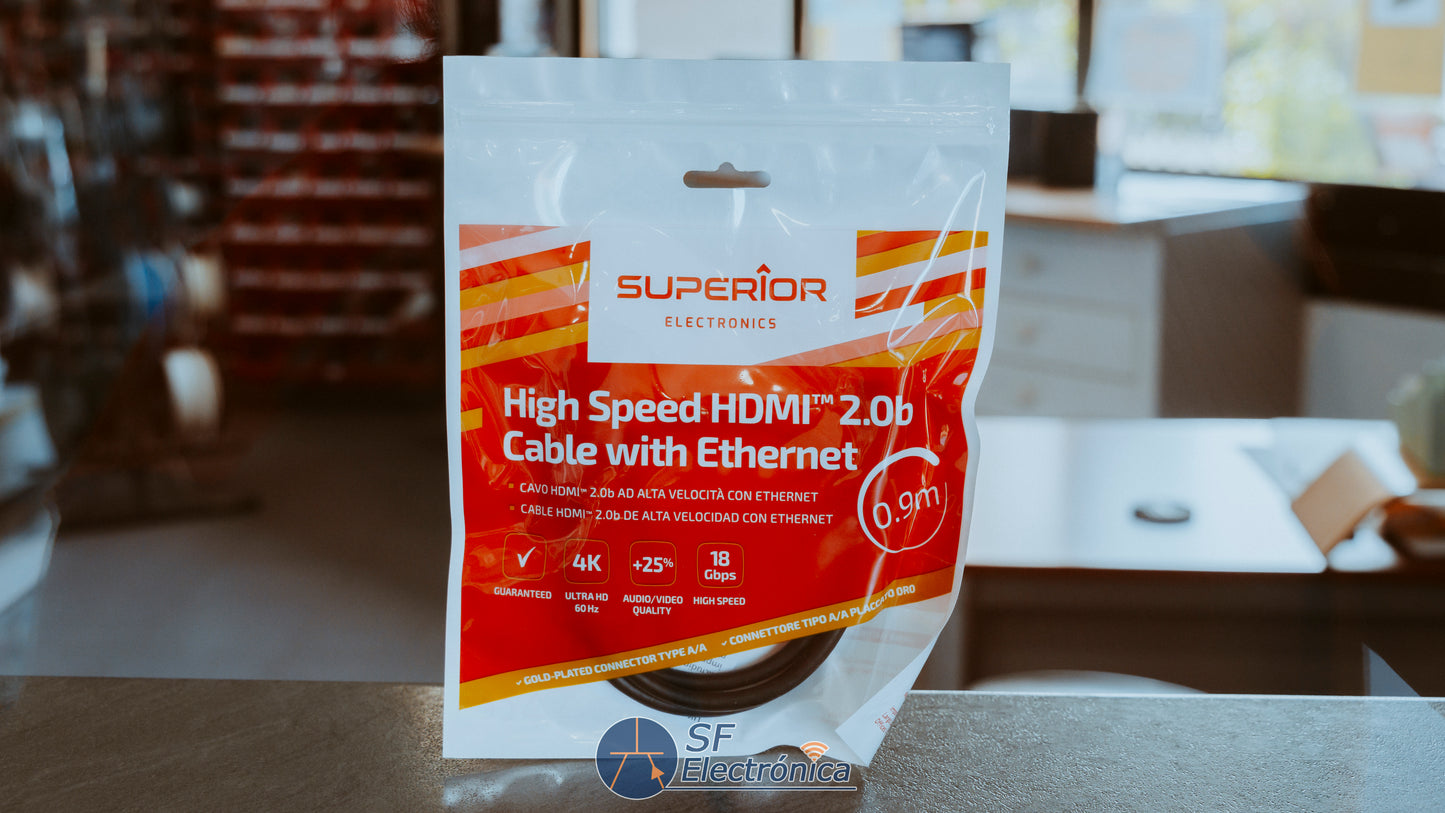 SUPERIOR
ELECTRONICS
High Speed HDMI™ 2.0b
Cable with Ethernet
0.9m
CAVO HDMI™ 2.0b AD ALTA VELOCITÀ CON ETHERNET
CABLE HDMI™ 2.0b DE ALTA VELOCIDAD CON ETHERNET
✓ 4K +25% 18 Gbps
GUARANTEED
ULTRA HD
60 Hz
AUDIO/VIDEO
QUALITY
HIGH SPEED
✓ GOLD-PLATED CONNECTOR TYPE A/A ✓ CONNETTORE TIPO A/A PLACCATO ORO
SF
Electrónica